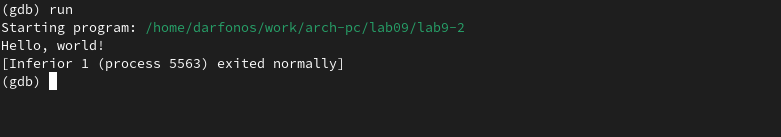 (gdb) run
Starting program: /home/darfonos/work/arch-pc/lab09/lab9-2
Hello, world!
[Inferior 1 (process 5563) exited normally]
(gdb)